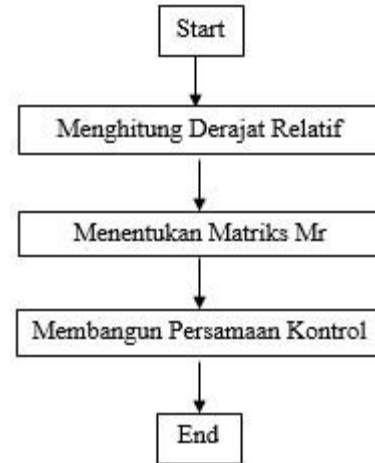 Start
Menghitung Derajat Relatif
Menentukan Matriks Mr
Membangun Persamaan Kontrol
End